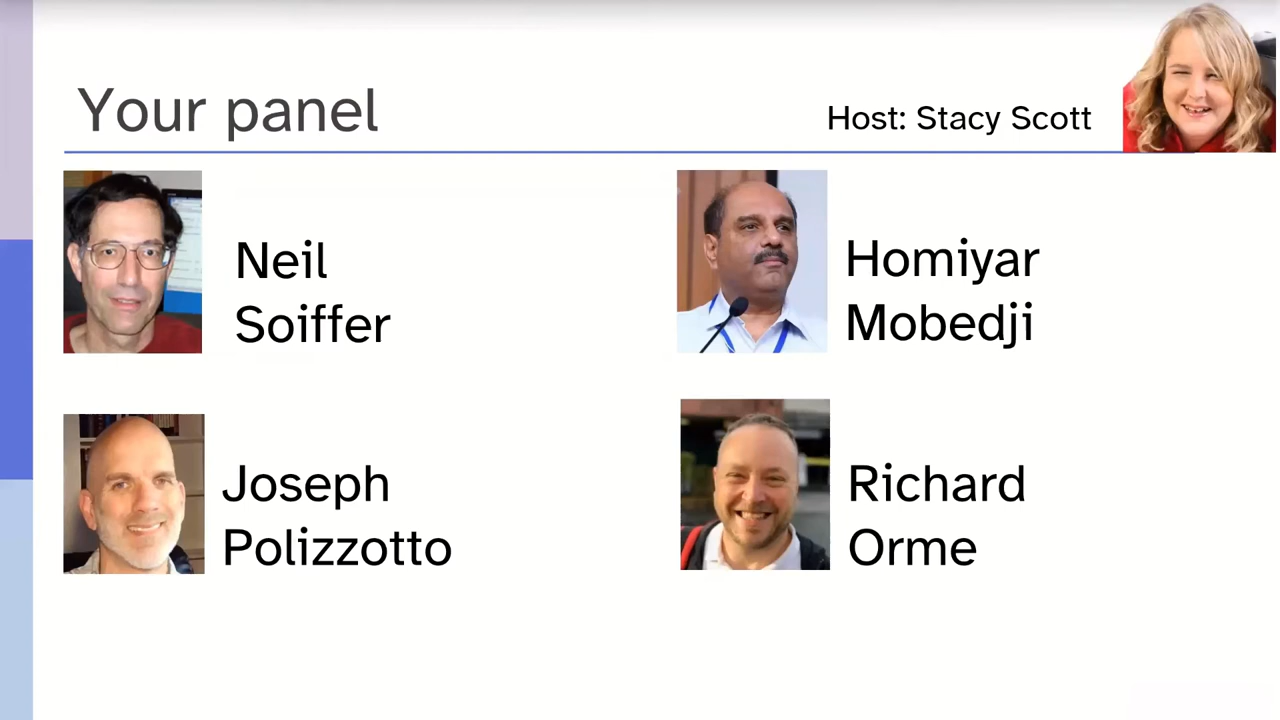 Your panel
Host: Stacy Scott
Neil
Soiffer
Homiyar
Mobedji
Joseph
Polizzotto
Richard
Orme